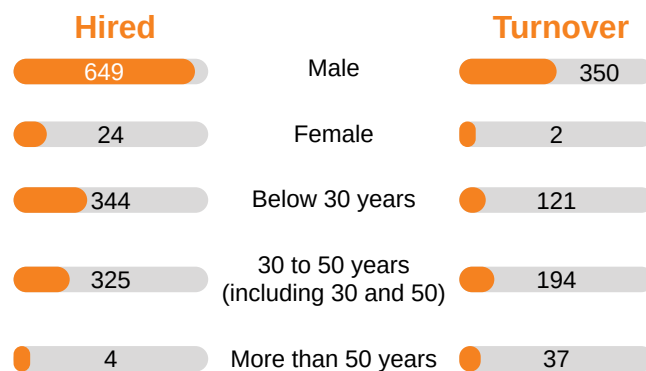 Hired Turnover
649 Male 350
24 Female 2
344 Below 30 years 121
325 30 to 50 years (including 30 and 50) 194
4 More than 50 years 37